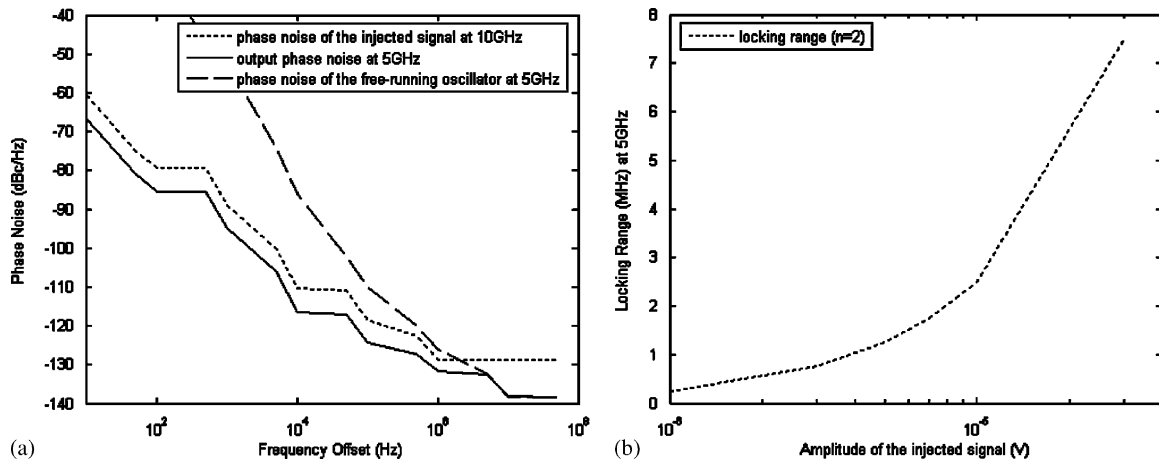 -40
-50
-60
-70
-80
-90
-100
-110
-120
-130
-140
Phase Noise (dBc/Hz)
phase noise of the injected signal at 10GHz
output phase noise at 5GHz
phase noise of the free-running oscillator at 5GHz
10²
10⁴
10⁶
10⁸
Frequency Offset (Hz)
(a)
8
7
6
5
4
3
2
1
0
Locking Range (MHz) at 5GHz
locking range (n=2)
10⁻⁶
10⁻⁵
Amplitude of the injected signal (V)
(b)